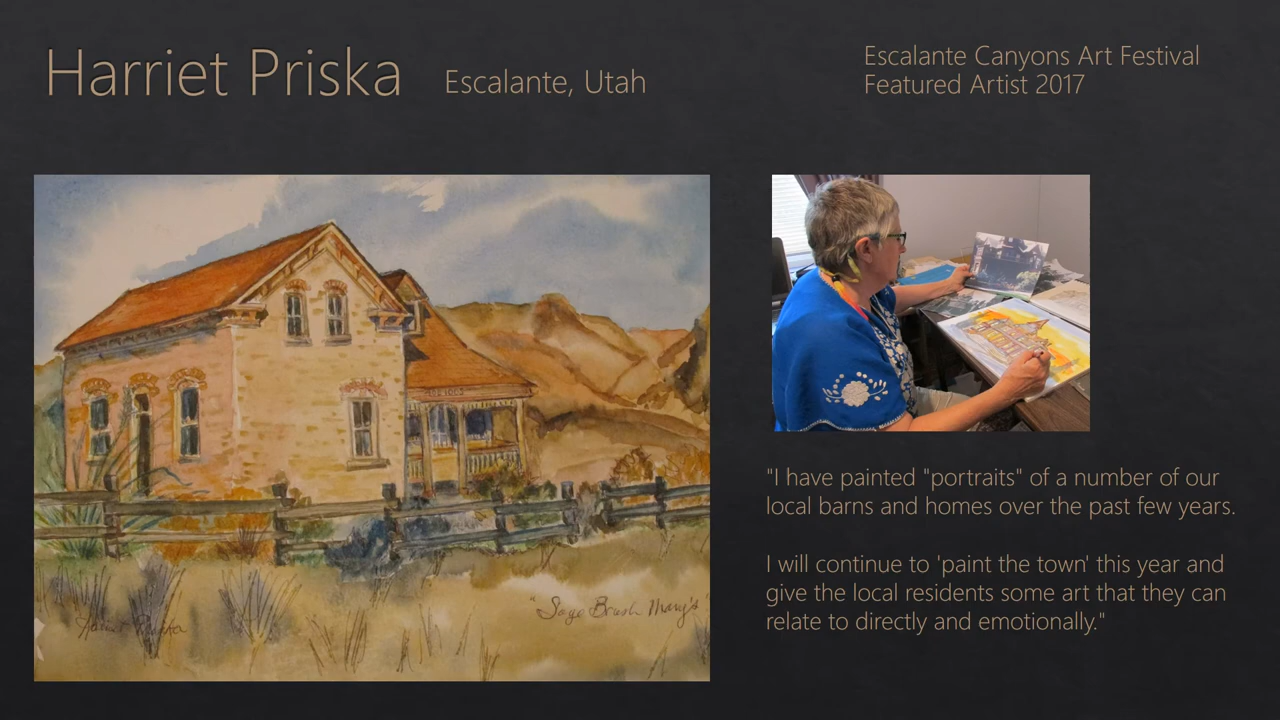 Harriet Priska
Escalante, Utah
Escalante Canyons Art Festival
Featured Artist 2017
"Sage Brush Mary's"
Harriet Priska
"I have painted "portraits" of a number of our
local barns and homes over the past few years.
I will continue to 'paint the town' this year and
give the local residents some art that they can
relate to directly and emotionally."